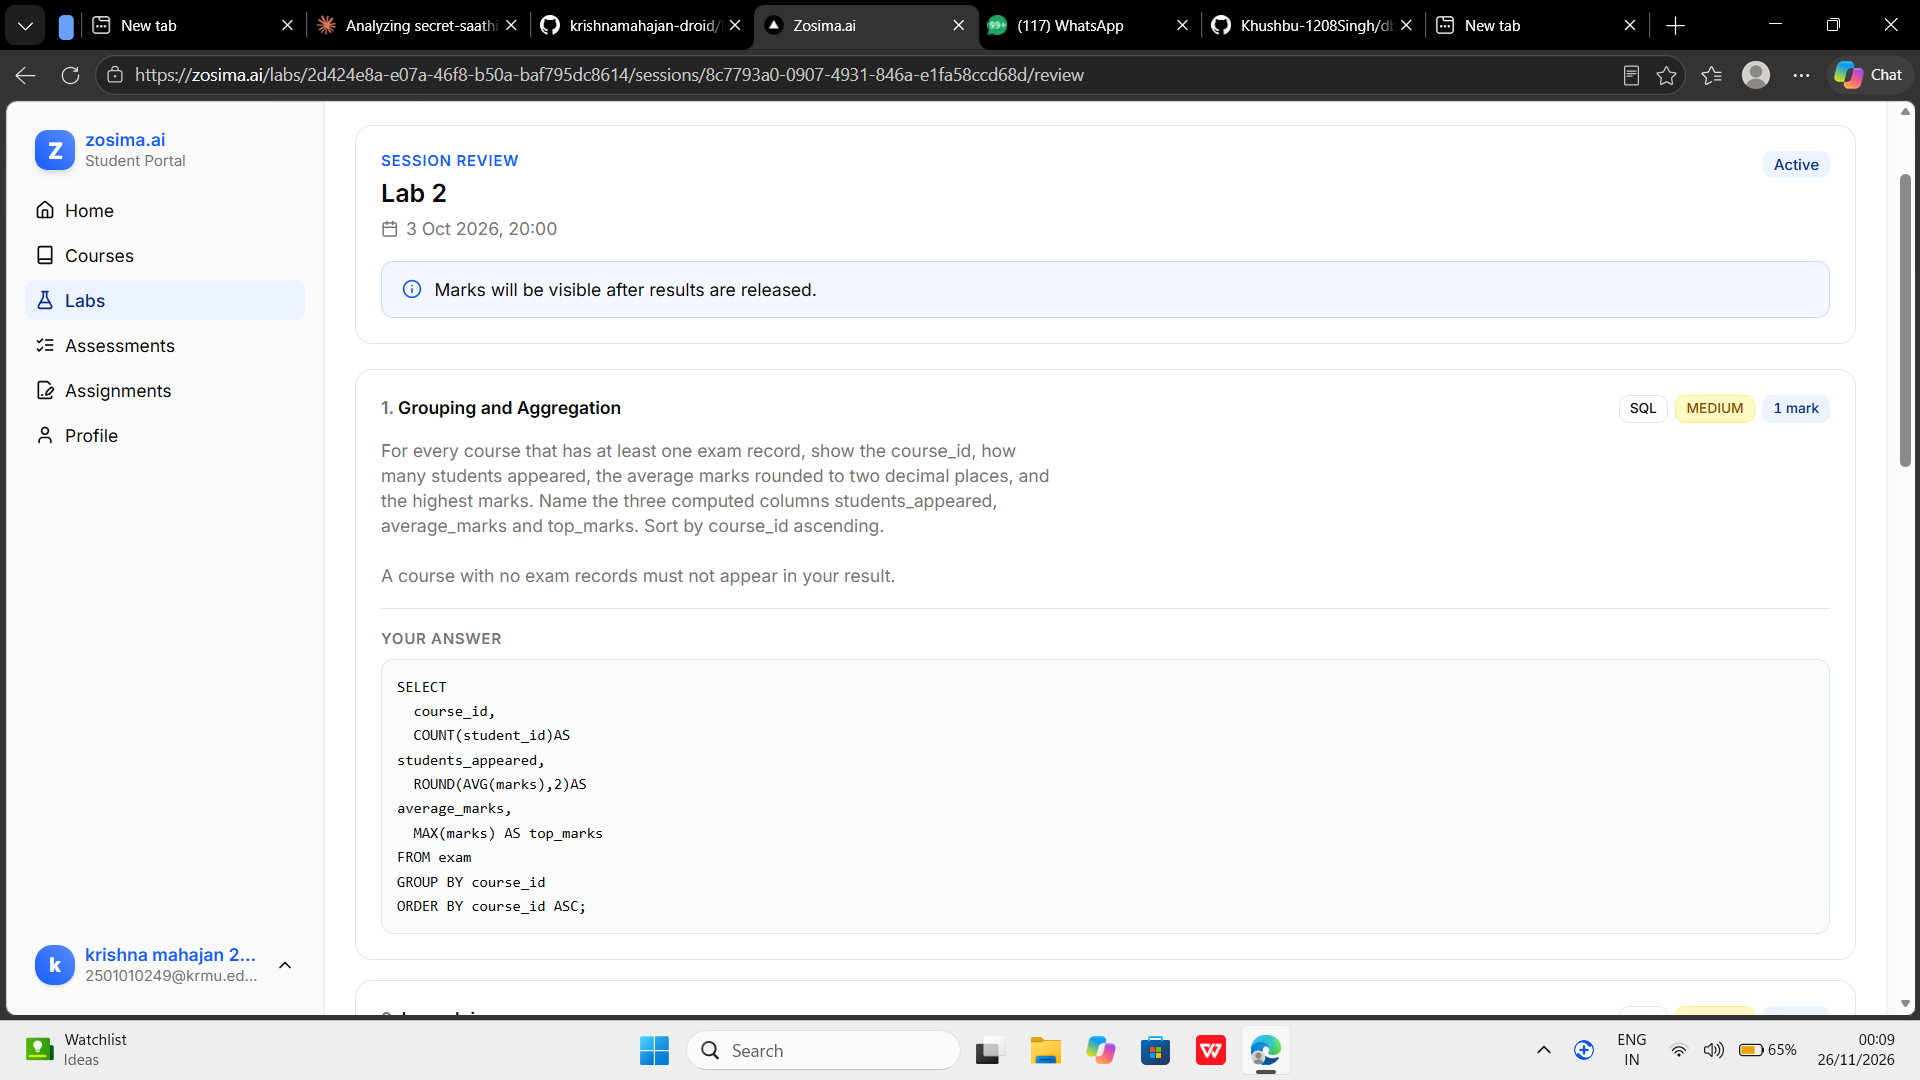 New tab
Analyzing secret-saathi
krishnamahajan-droid/
Zosima.ai
(117) WhatsApp
Khushbu-1208Singh/db
New tab
https://zosima.ai/labs/2d424e8a-e07a-46f8-b50a-baf795dc8614/sessions/8c7793a0-0907-4931-846a-e1fa58ccd68d/review
Chat
Z
zosima.ai
Student Portal
Home
Courses
Labs
Assessments
Assignments
Profile
k
krishna mahajan 2...
2501010249@krmu.ed...
SESSION REVIEW
Active
Lab 2
3 Oct 2026, 20:00
Marks will be visible after results are released.
1. Grouping and Aggregation
SQL
MEDIUM
1 mark
For every course that has at least one exam record, show the course_id, how
many students appeared, the average marks rounded to two decimal places, and
the highest marks. Name the three computed columns students_appeared,
average_marks and top_marks. Sort by course_id ascending.
A course with no exam records must not appear in your result.
YOUR ANSWER
SELECT
course_id,
COUNT(student_id)AS
students_appeared,
ROUND(AVG(marks),2)AS
average_marks,
MAX(marks) AS top_marks
FROM exam
GROUP BY course_id
ORDER BY course_id ASC;
Watchlist
Ideas
Search
ENG
IN
65%
00:09
26/11/2026